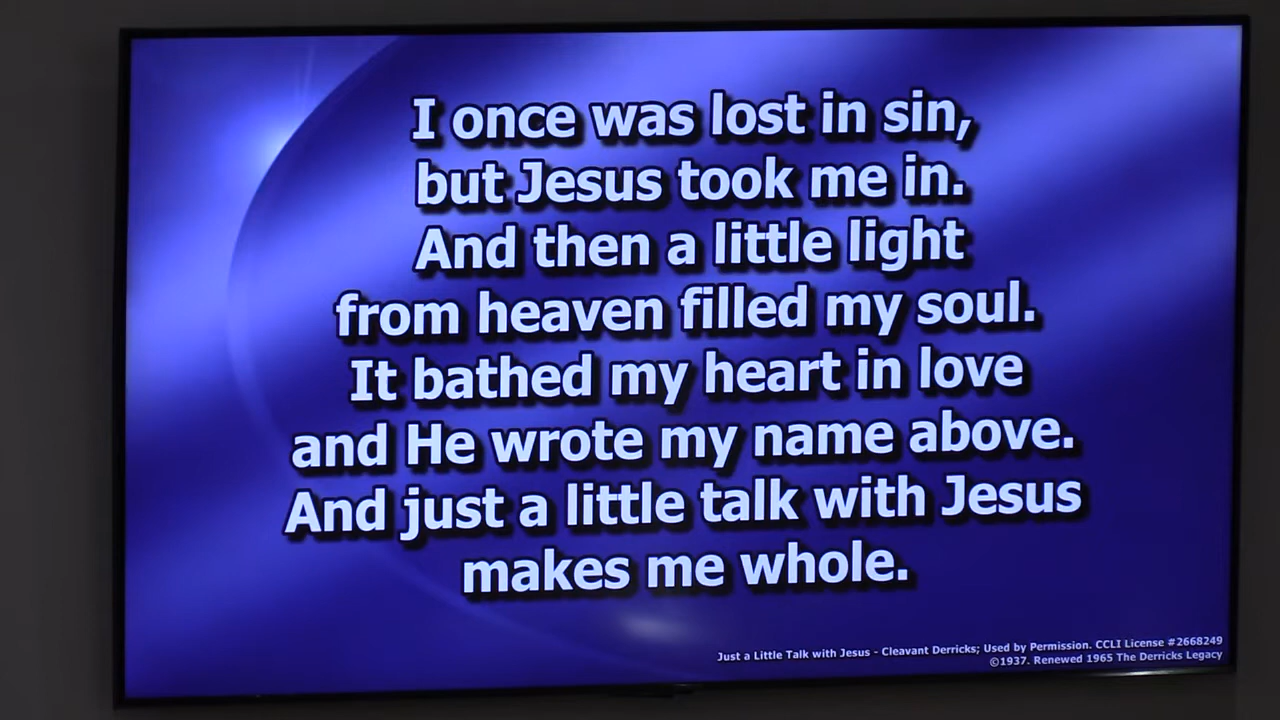 I once was lost in sin,
but Jesus took me in.
And then a little light
from heaven filled my soul.
It bathed my heart in love
and He wrote my name above.
And just a little talk with Jesus
makes me whole.
Just a Little Talk with Jesus - Cleavant Derricks; Used by Permission. CCLI License #2668249
©1937. Renewed 1965 The Derricks Legacy